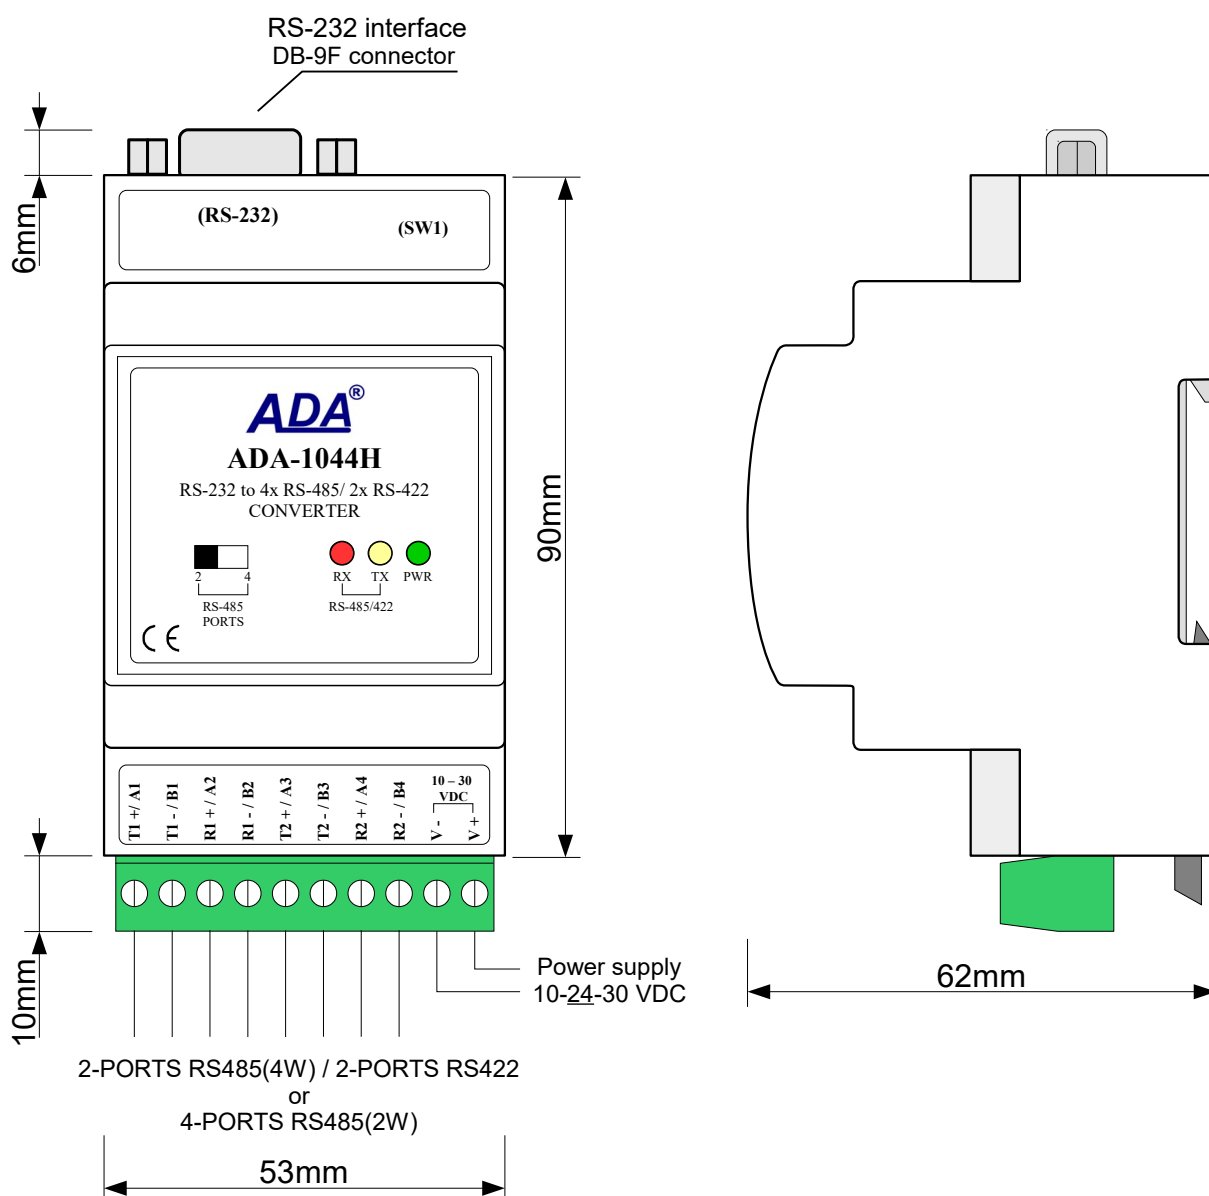 RS-232 interface
DB-9F connector
6mm
(RS-232)
(SW1)
ADA®
ADA-1044H
RS-232 to 4x RS-485/ 2x RS-422
CONVERTER
2 4
RS-485
PORTS
RX TX PWR
RS-485/422
CE
90mm
T1 +/ A1
T1 - / B1
R1 + / A2
R1 - / B2
T2 + / A3
T2 - / B3
R2 + / A4
R2 - / B4
10 – 30
VDC
V -
V +
10mm
Power supply
10-24-30 VDC
62mm
2-PORTS RS485(4W) / 2-PORTS RS422
or
4-PORTS RS485(2W)
53mm